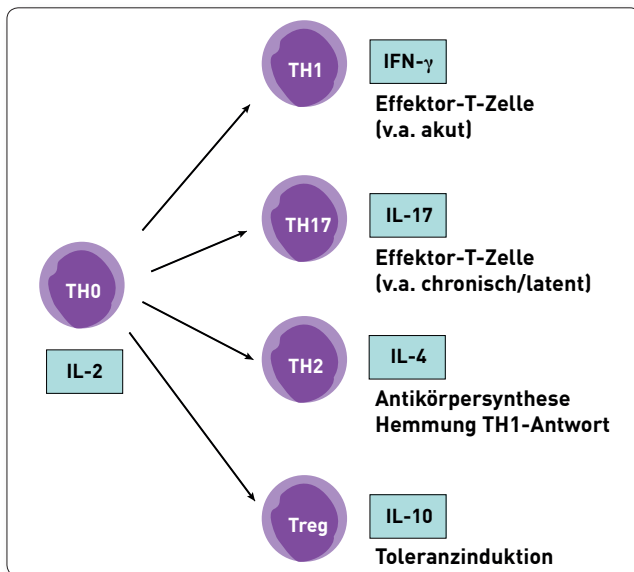 TH1
IFN-γ
Effektor-T-Zelle
(v.a. akut)
TH17
IL-17
Effektor-T-Zelle
(v.a. chronisch/latent)
TH0
IL-2
TH2
IL-4
Antikörpersynthese
Hemmung TH1-Antwort
Treg
IL-10
Toleranzinduktion